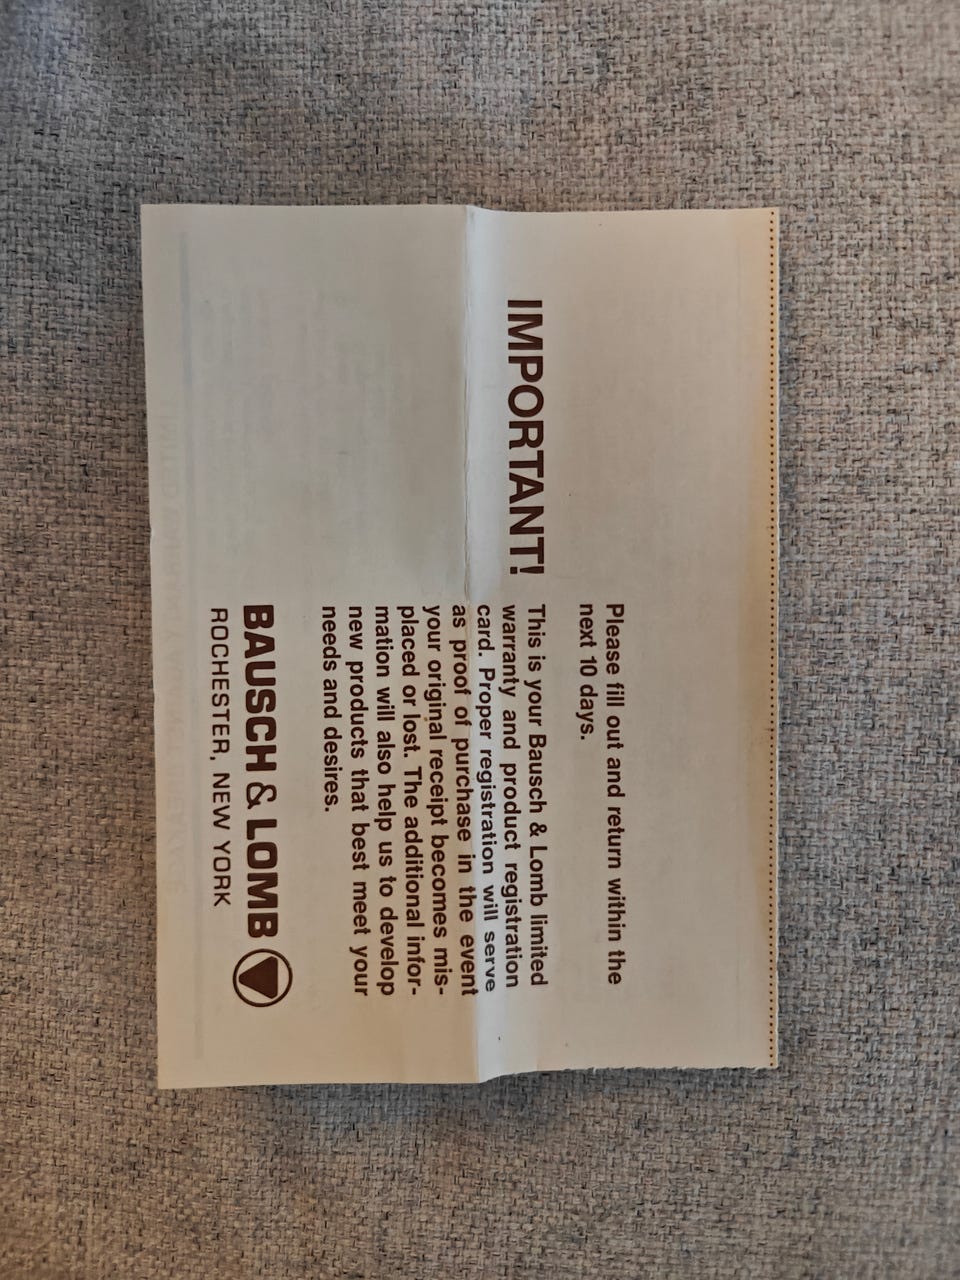 Please fill out and return within the
next 10 days.
IMPORTANT!
This is your Bausch & Lomb limited
warranty and product registration
card. Proper registration will serve
as proof of purchase in the event
your original receipt becomes mis-
placed or lost. The additional infor-
mation will also help us to develop
new products that best meet your
needs and desires.
BAUSCH & LOMB
ROCHESTER, NEW YORK